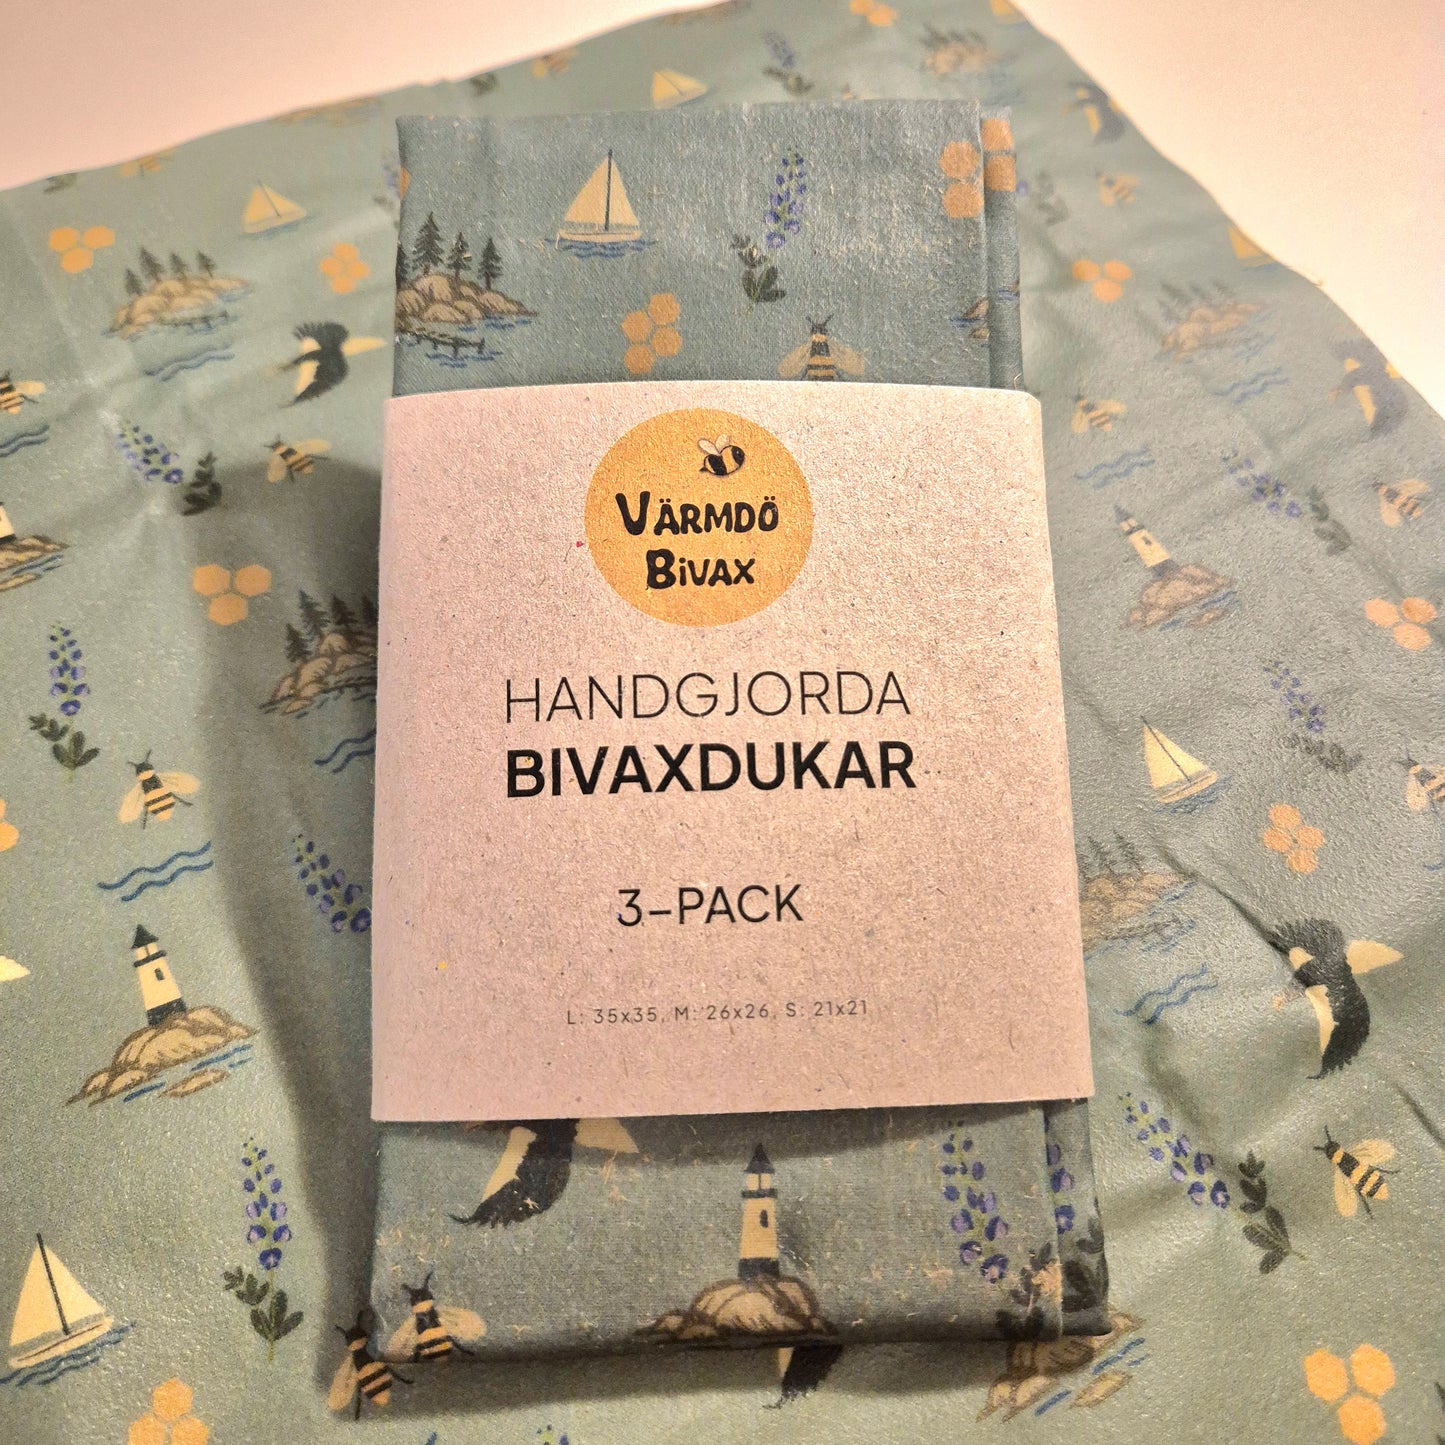 VÄRMDÖ
BiVAX
HANDGJORDA
BIVAXDUKAR
3-PACK
L: 35x35, M: 26x26, S: 21x21